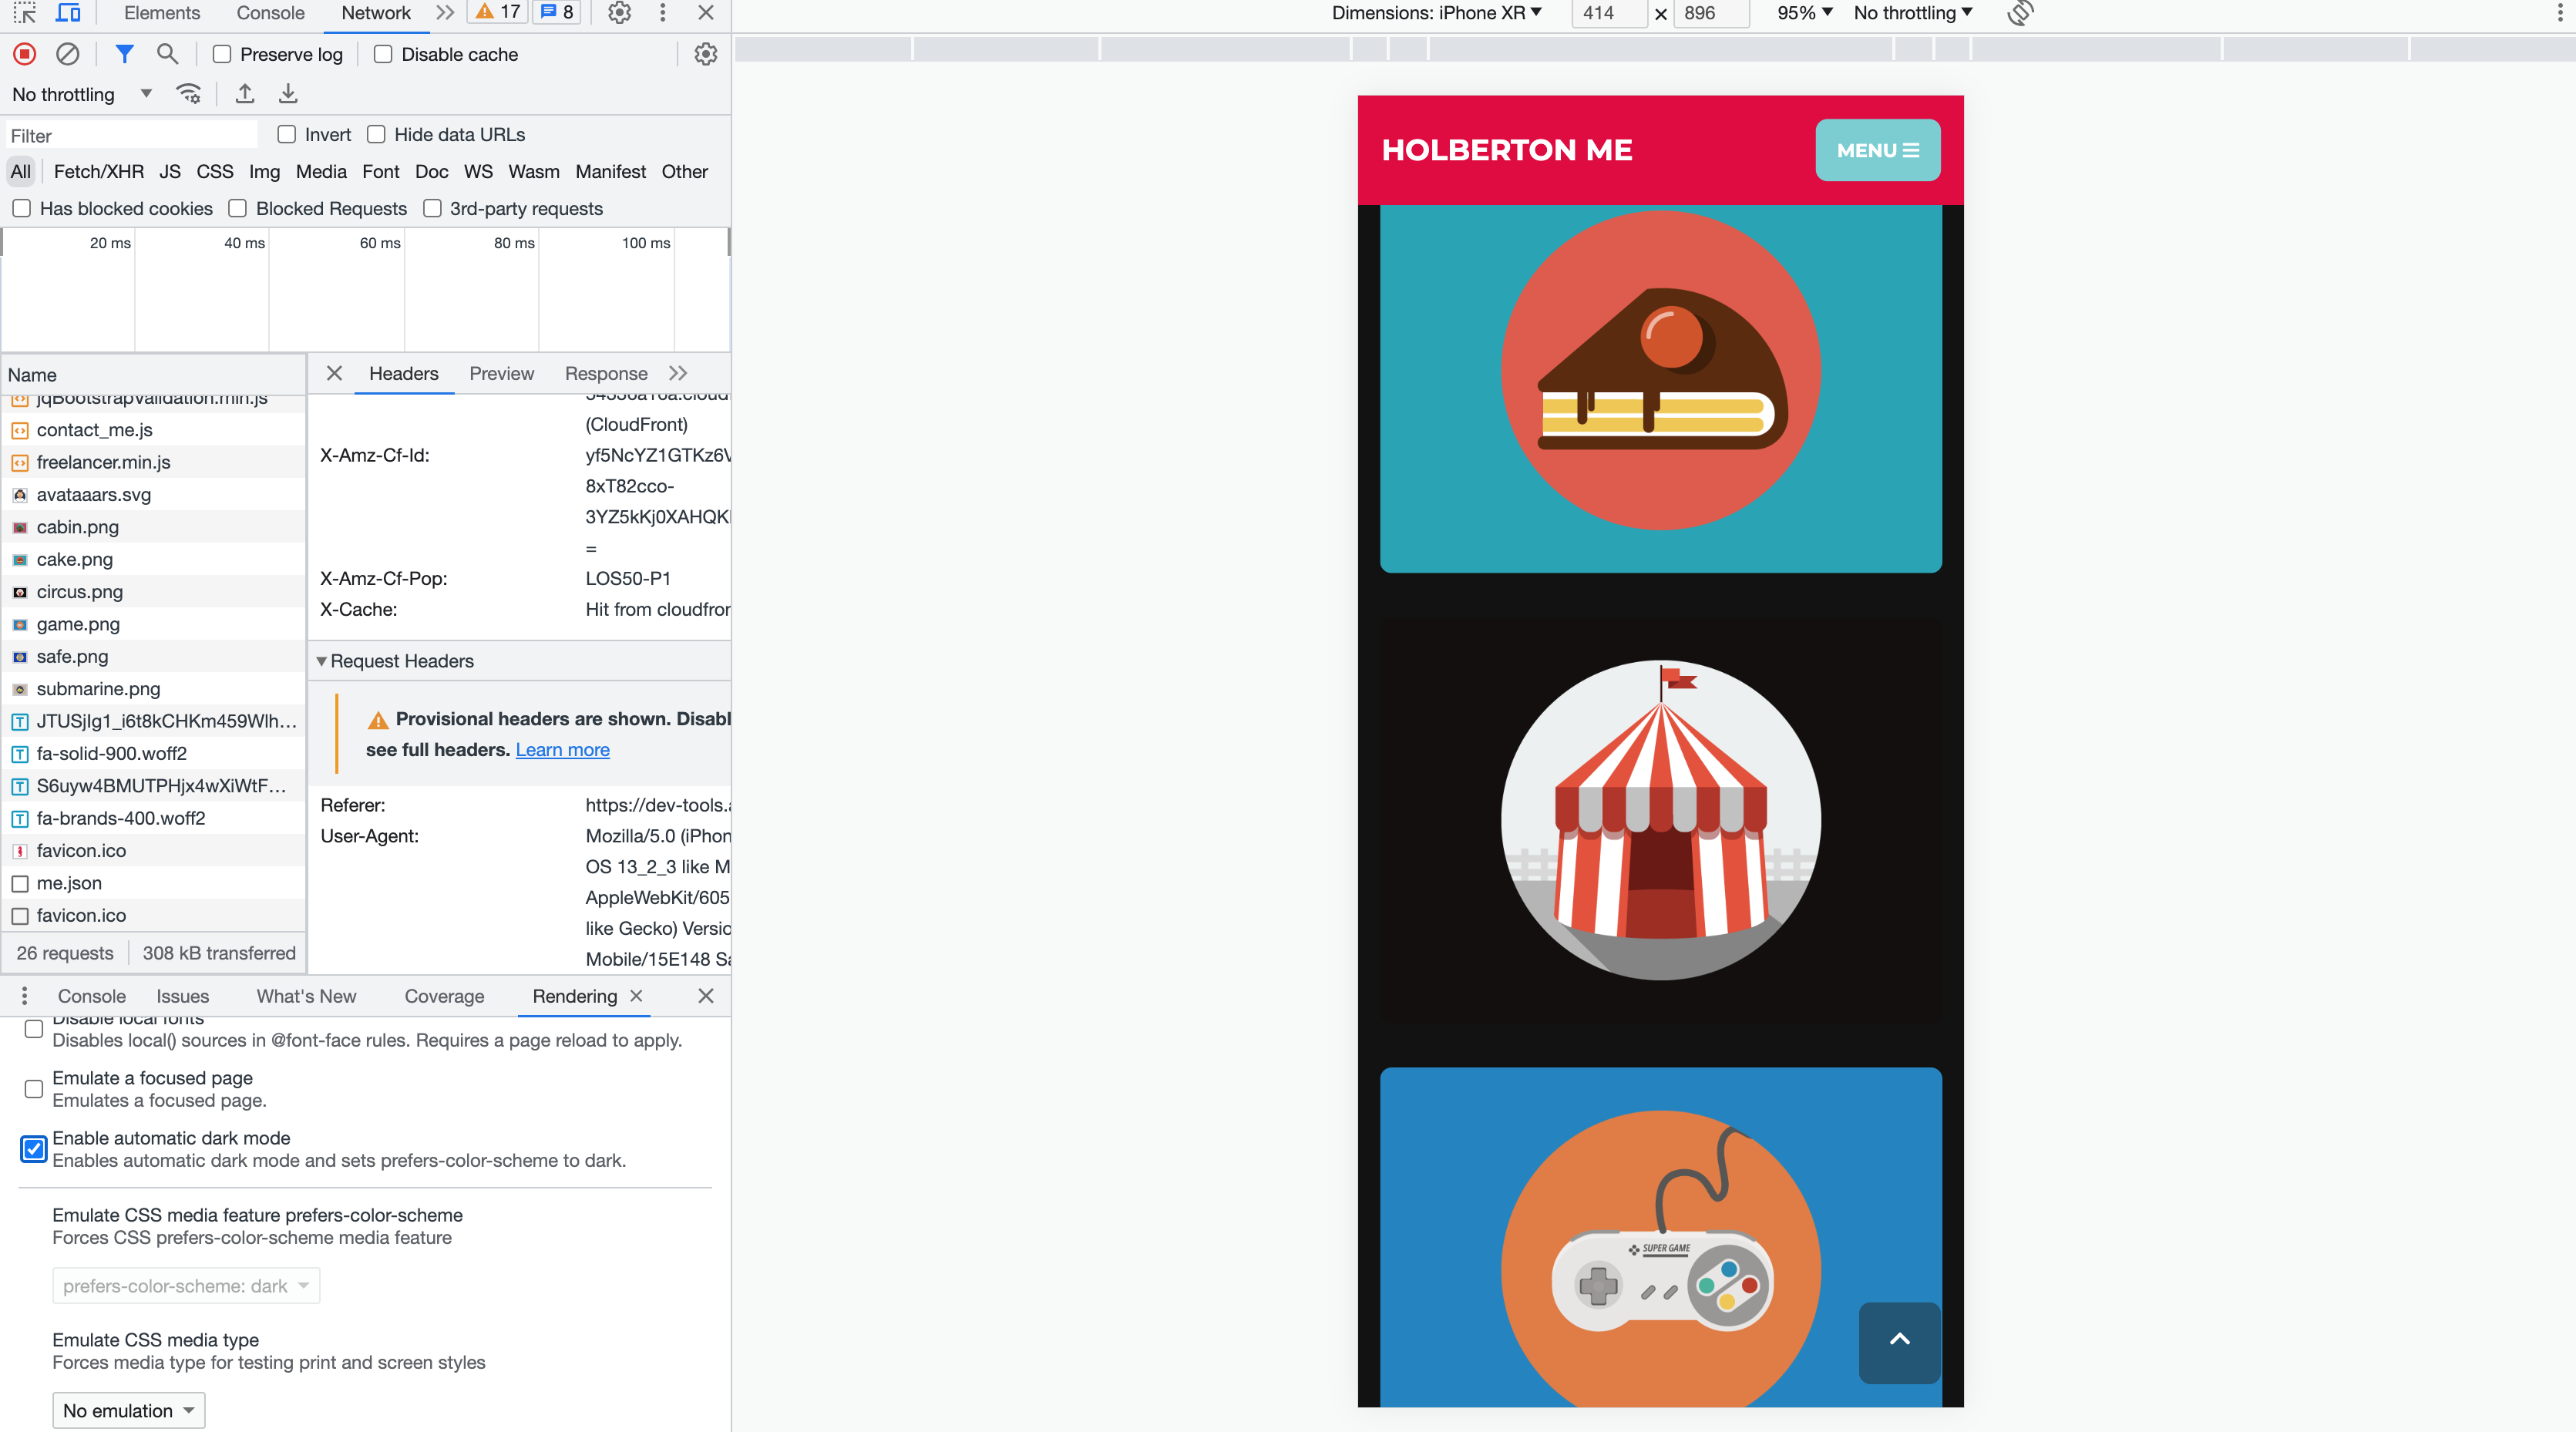 Elements Console Network 17 8
Dimensions: iPhone XR 414 × 896 95% No throttling
Preserve log Disable cache
No throttling
Filter Invert Hide data URLs
All Fetch/XHR JS CSS Img Media Font Doc WS Wasm Manifest Other
Has blocked cookies Blocked Requests 3rd-party requests
20 ms 40 ms 60 ms 80 ms 100 ms
Name
jqBootstrapValidation.min.js
contact_me.js
freelancer.min.js
avataaars.svg
cabin.png
cake.png
circus.png
game.png
safe.png
submarine.png
JTUSjIg1_i6t8kCHKm459Wlh...
fa-solid-900.woff2
S6uyw4BMUTPHjx4wXiWtF...
fa-brands-400.woff2
favicon.ico
me.json
favicon.ico
26 requests 308 kB transferred
Headers Preview Response
(CloudFront)
X-Amz-Cf-Id: yf5NcYZ1GTKz6V
8xT82cco-
3YZ5kKj0XAHQK
=
X-Amz-Cf-Pop: LOS50-P1
X-Cache: Hit from cloudfror
Request Headers
Provisional headers are shown. Disabl
see full headers. Learn more
Referer: https://dev-tools.a
User-Agent: Mozilla/5.0 (iPhon
OS 13_2_3 like M
AppleWebKit/605
like Gecko) Versic
Mobile/15E148 Sa
Console Issues What's New Coverage Rendering
Disable local fonts
Disables local() sources in @font-face rules. Requires a page reload to apply.
Emulate a focused page
Emulates a focused page.
Enable automatic dark mode
Enables automatic dark mode and sets prefers-color-scheme to dark.
Emulate CSS media feature prefers-color-scheme
Forces CSS prefers-color-scheme media feature
prefers-color-scheme: dark
Emulate CSS media type
Forces media type for testing print and screen styles
No emulation
HOLBERTON ME
MENU
SUPER GAME